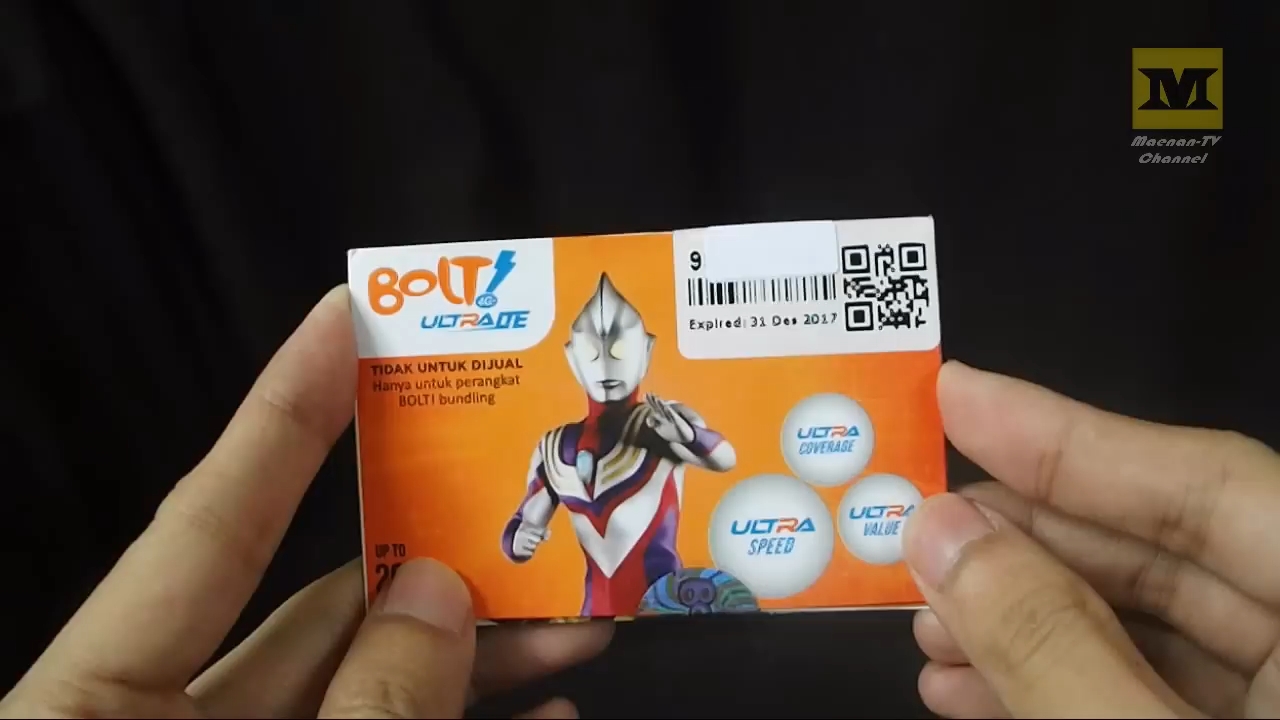 M
Maenan-TV
Channel
BOLT!
4G
ULTRA LTE
9
Expired: 31 Des 2017
TIDAK UNTUK DIJUAL
Hanya untuk perangkat
BOLT! bundling
ULTRA
COVERAGE
ULTRA
SPEED
ULTRA
VALUE
UP TO